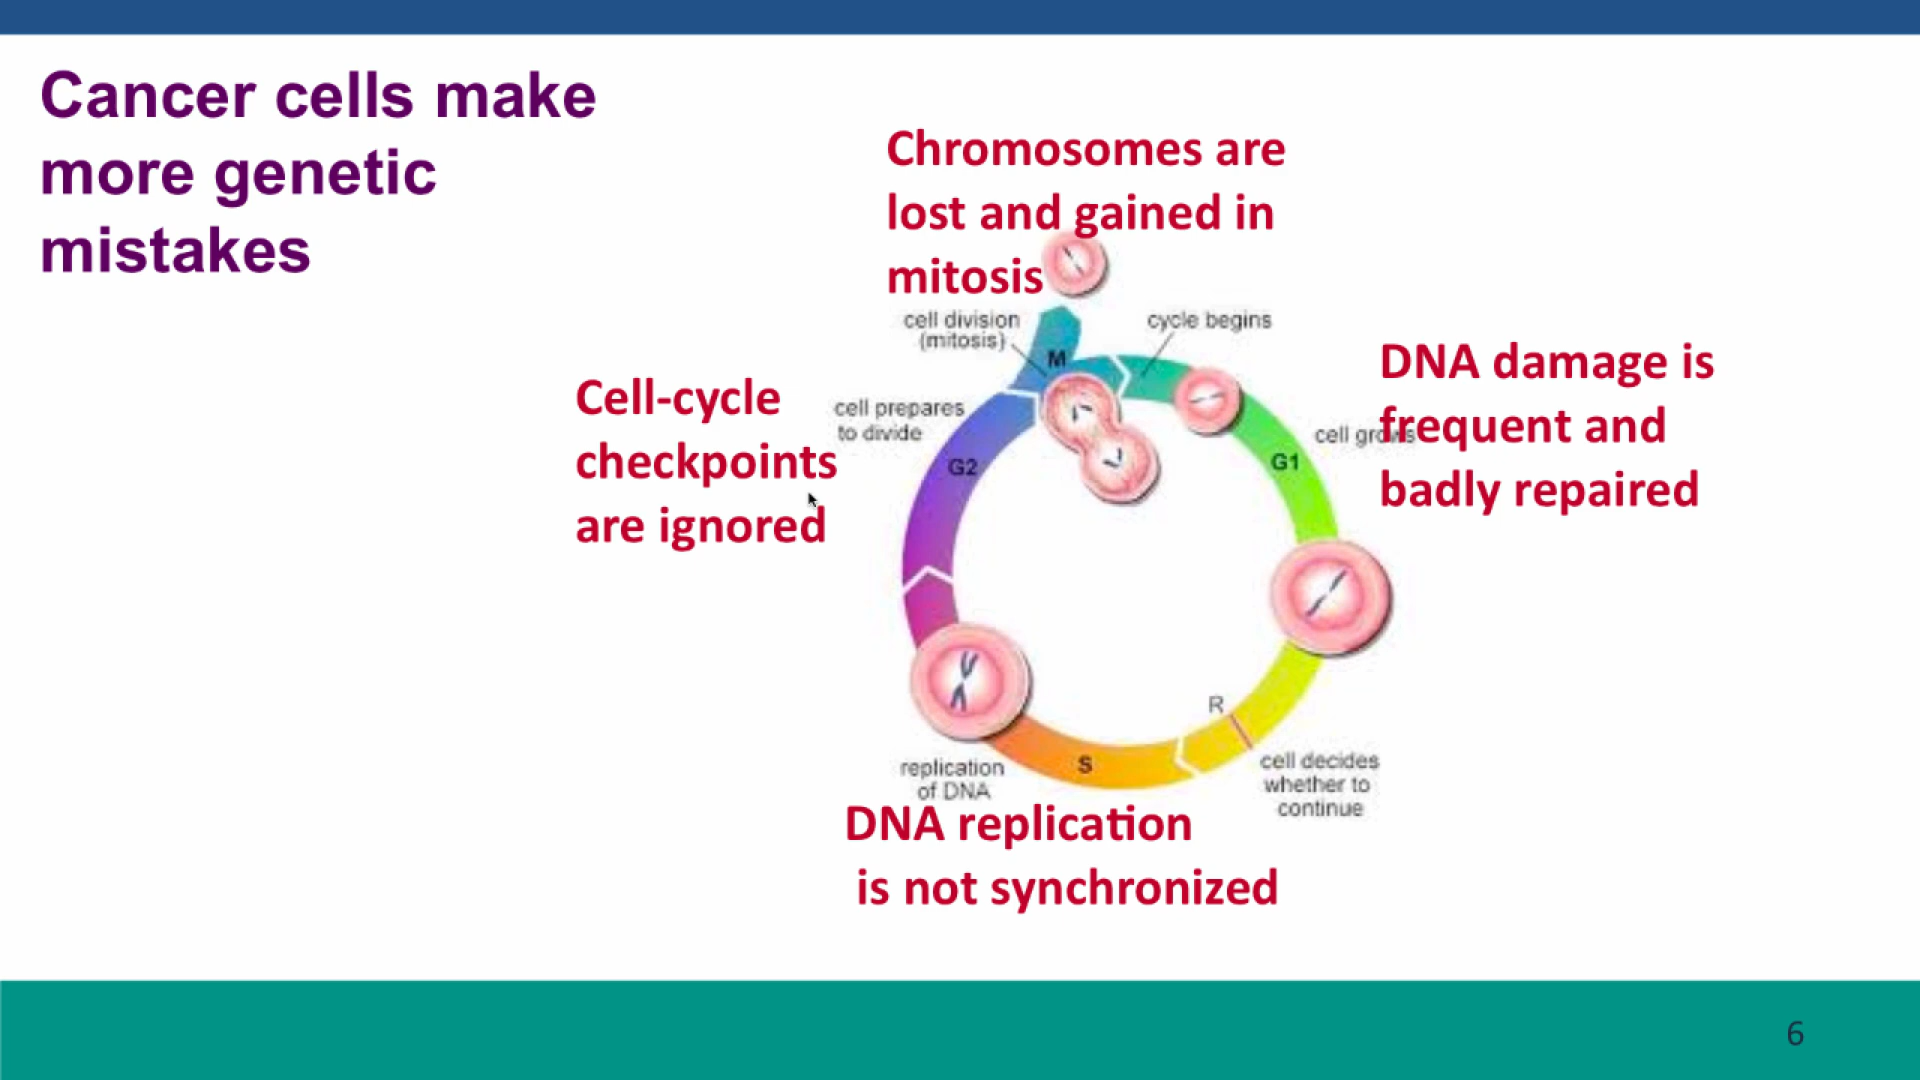 Cancer cells make
more genetic
mistakes
Chromosomes are
lost and gained in
mitosis
cell division
(mitosis)
cycle begins
M
DNA damage is
frequent and
badly repaired
Cell-cycle
checkpoints
are ignored
cell prepares
to divide
cell grows
G2
G1
R
S
cell decides
whether to
continue
replication
of DNA
DNA replication
is not synchronized
6